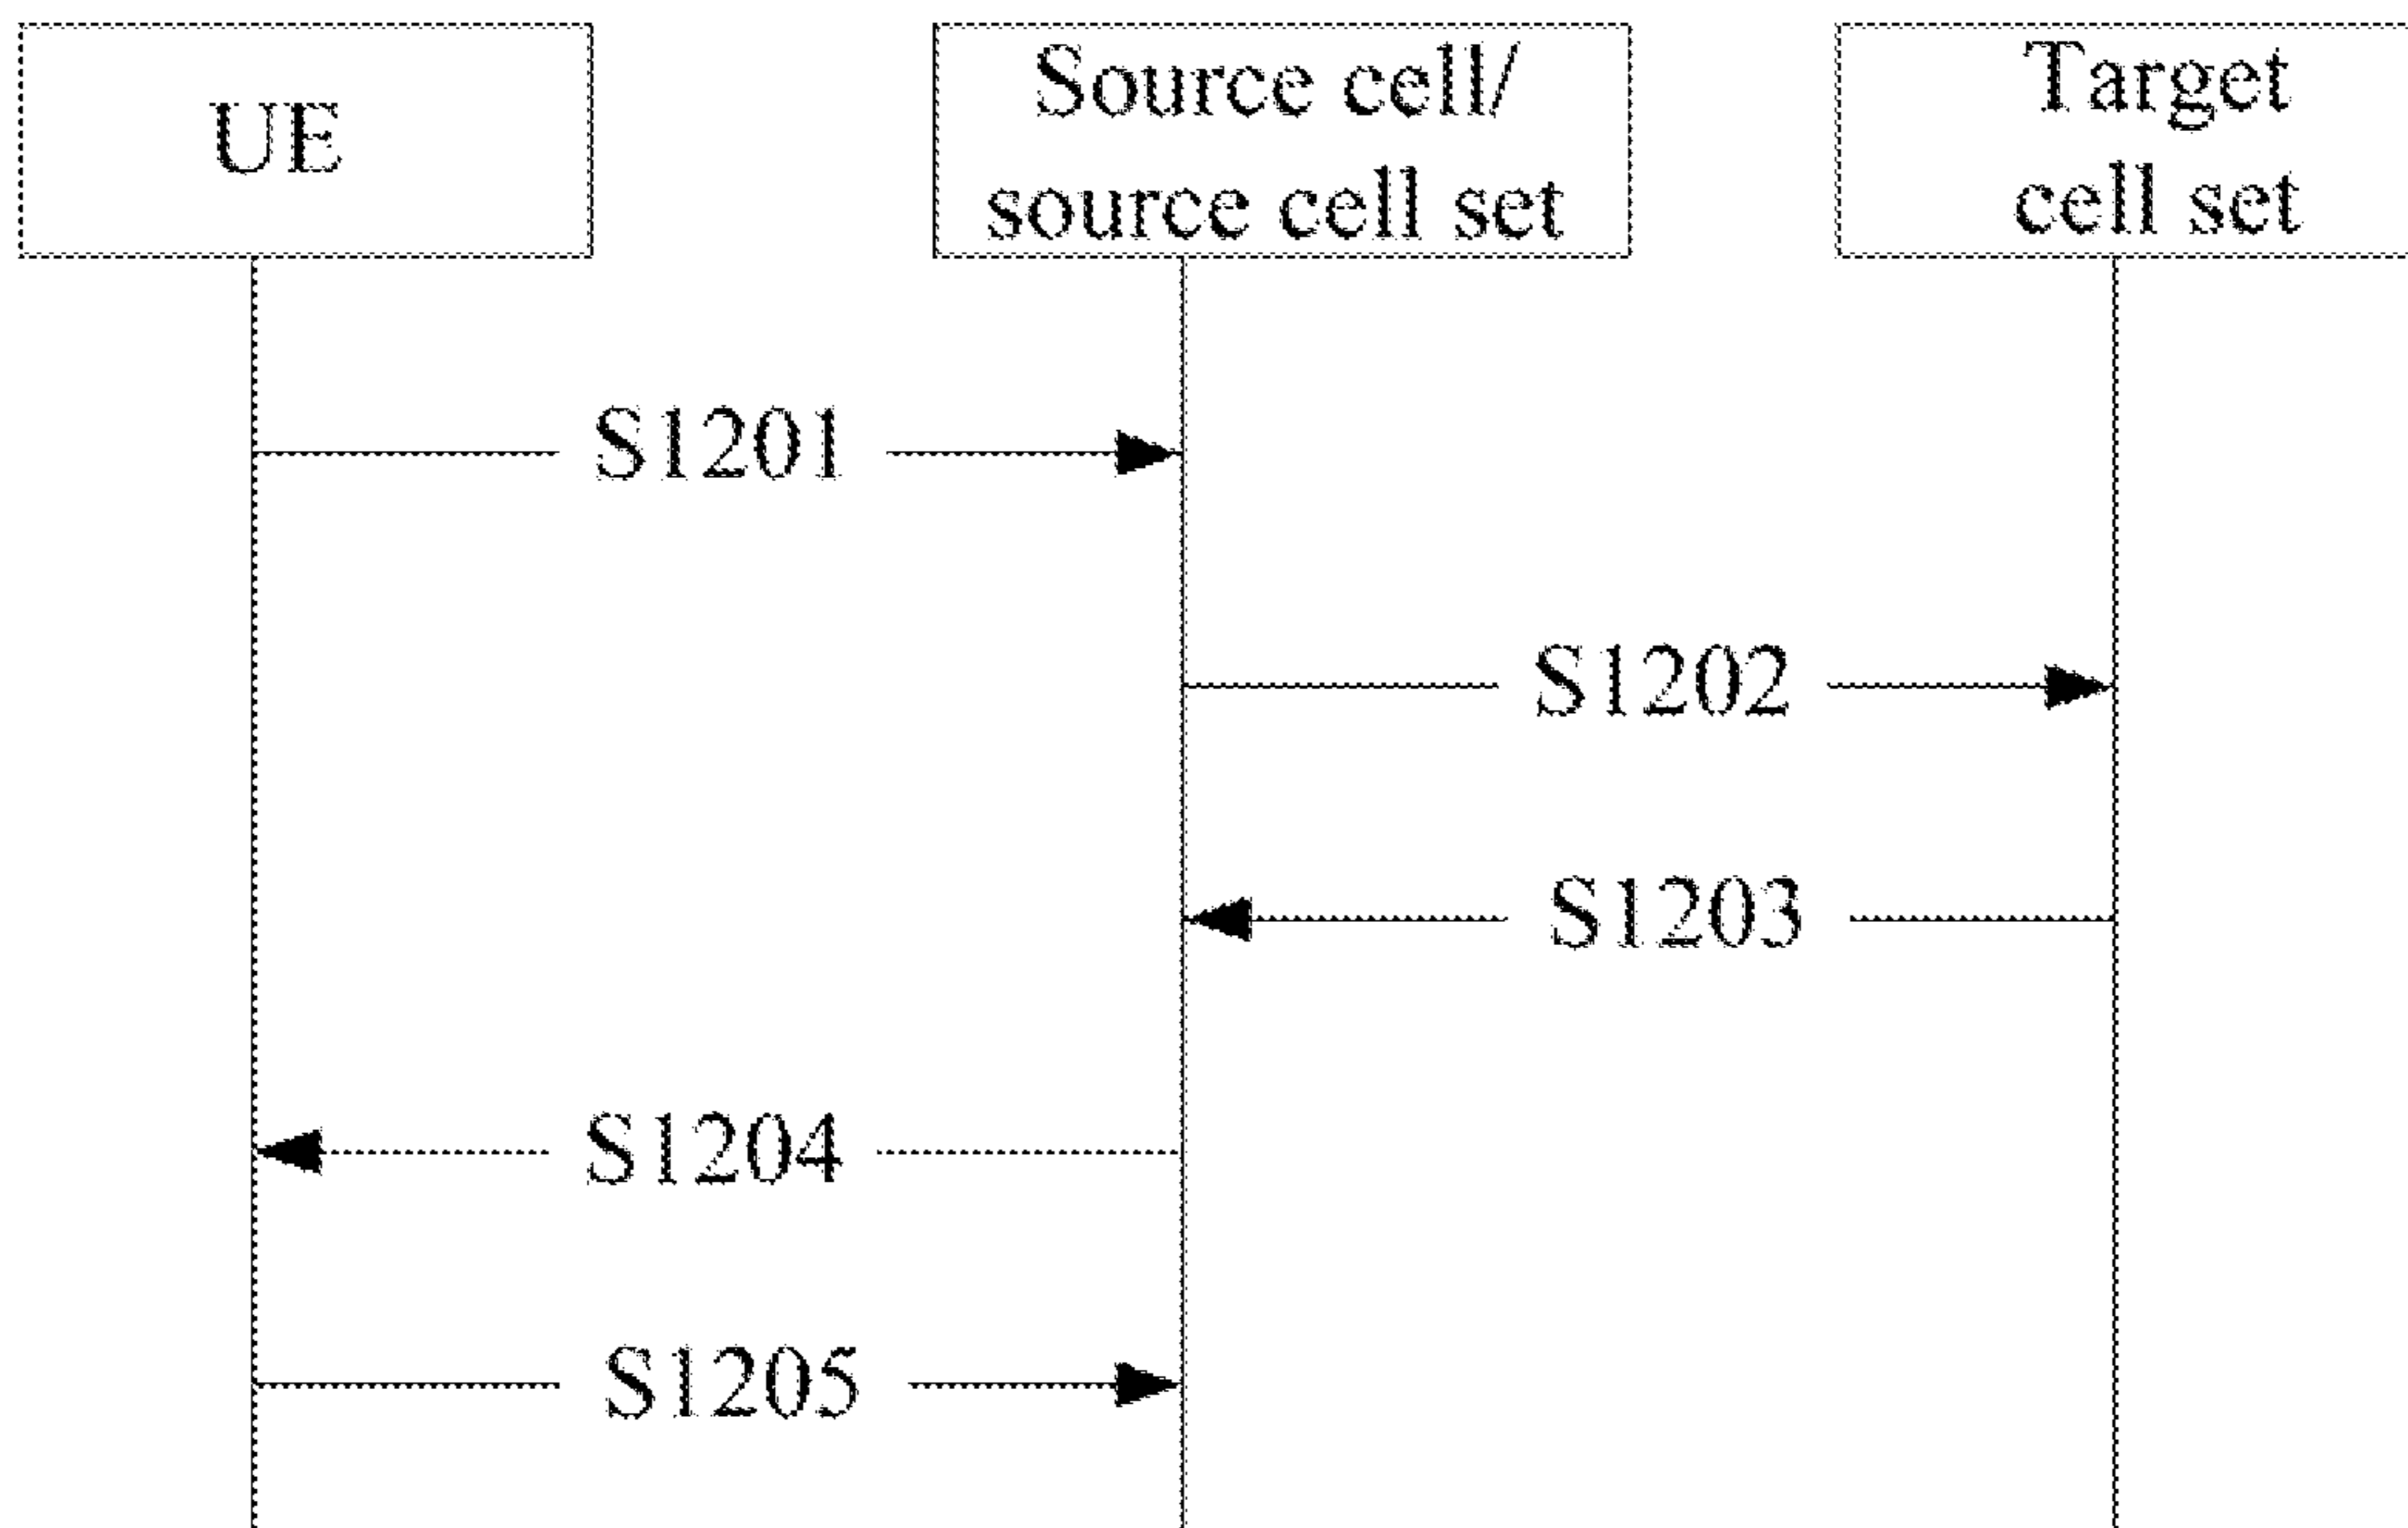 UE
Source cell/
source cell set
Target
cell set
S1201
S1202
S1203
S1204
S1205